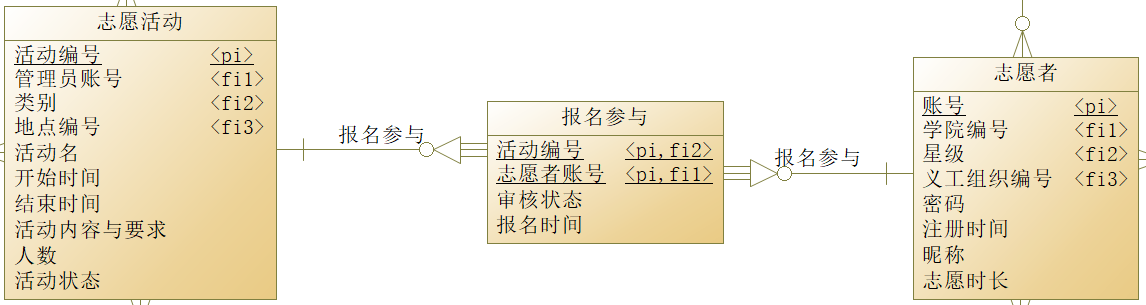 志愿活动
活动编号 <pi>
管理员账号 <fi1>
类别 <fi2>
地点编号 <fi3>
活动名
开始时间
结束时间
活动内容与要求
人数
活动状态
报名参与
报名参与
活动编号 <pi,fi2>
志愿者账号 <pi,fi1>
审核状态
报名时间
报名参与
志愿者
账号 <pi>
学院编号 <fi1>
星级 <fi2>
义工组织编号 <fi3>
密码
注册时间
昵称
志愿时长